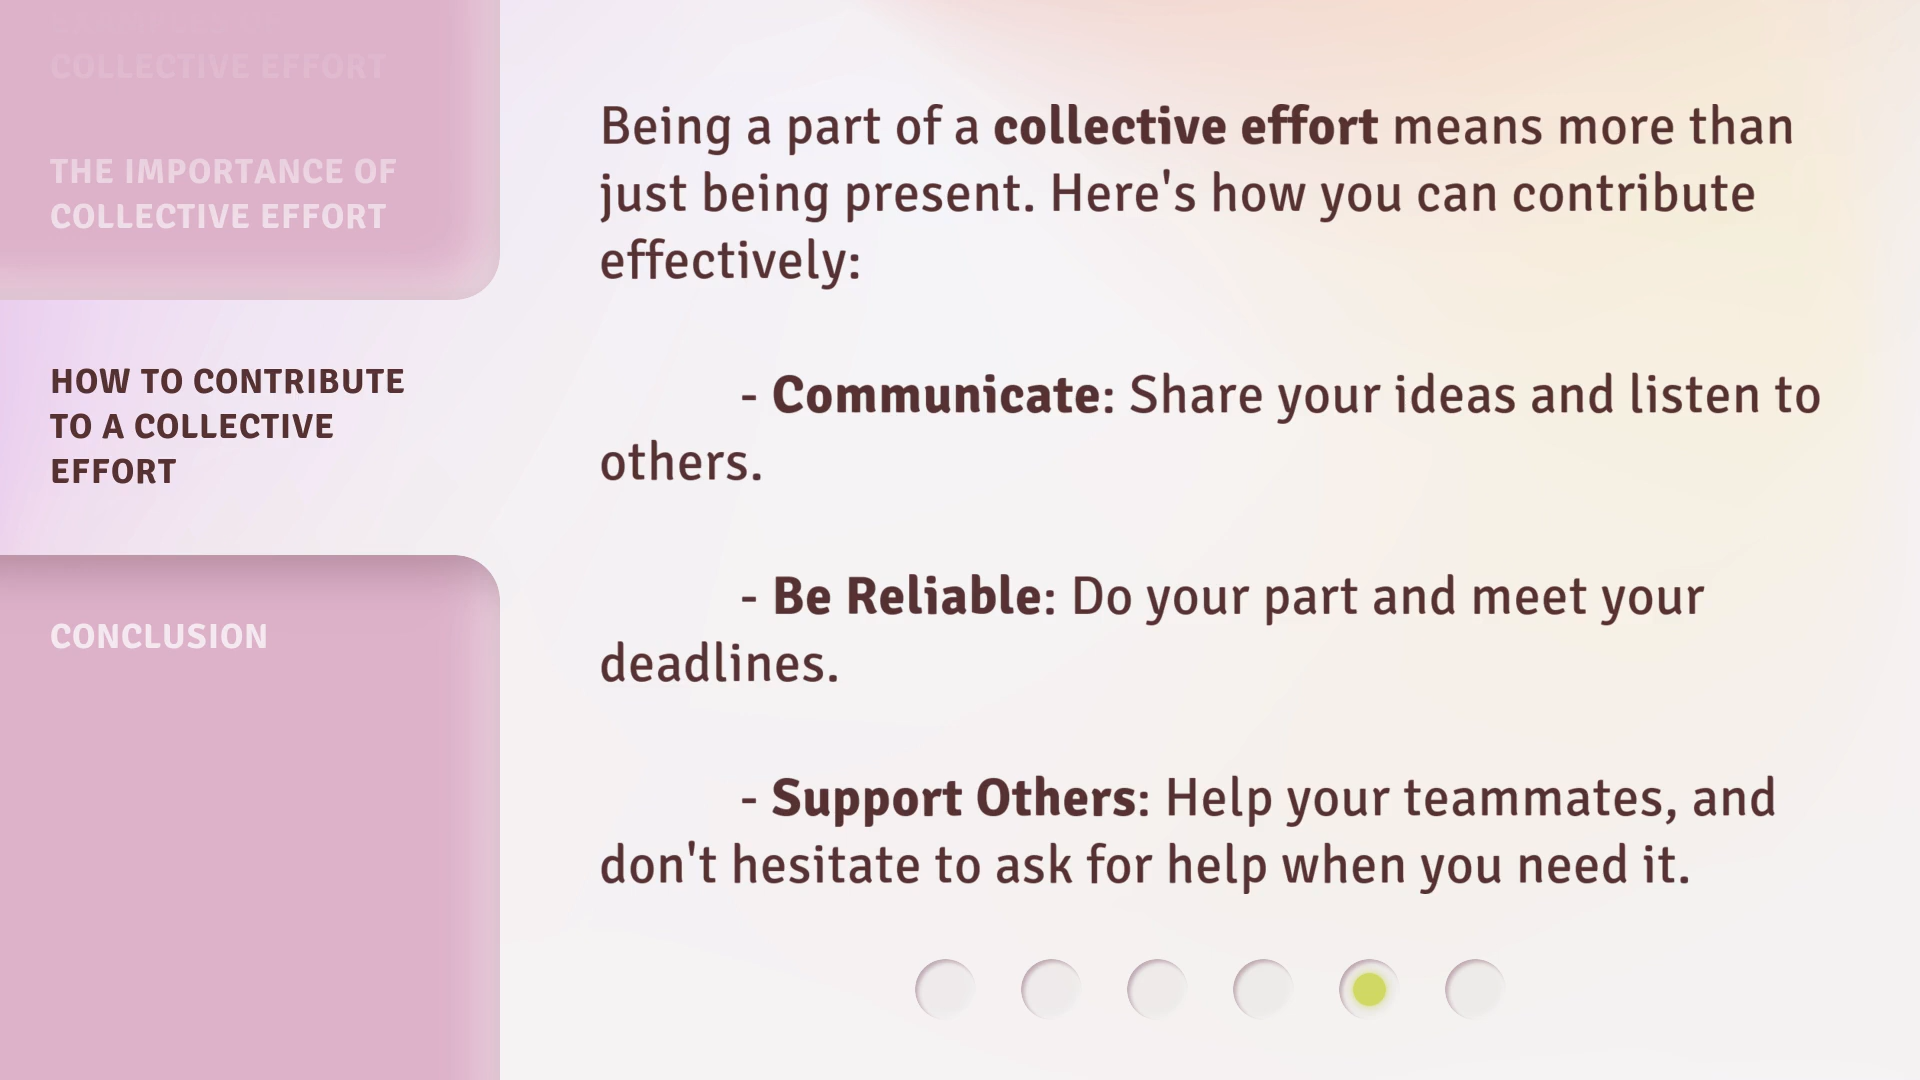 EXAMPLES OF
COLLECTIVE EFFORT
THE IMPORTANCE OF
COLLECTIVE EFFORT
HOW TO CONTRIBUTE
TO A COLLECTIVE
EFFORT
CONCLUSION
Being a part of a collective effort means more than
just being present. Here's how you can contribute
effectively:
- Communicate: Share your ideas and listen to
others.
- Be Reliable: Do your part and meet your
deadlines.
- Support Others: Help your teammates, and
don't hesitate to ask for help when you need it.